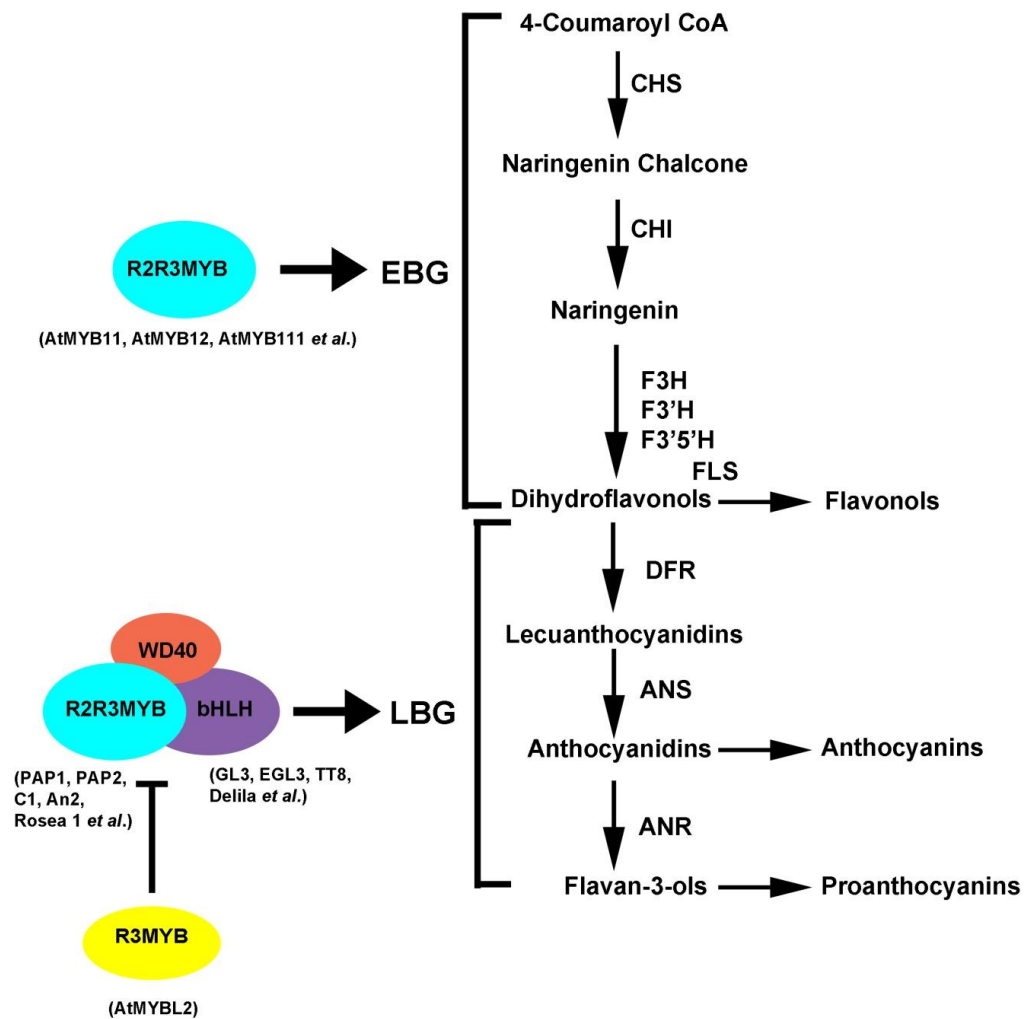 4-Coumaroyl CoA
CHS
Naringenin Chalcone
CHI
R2R3MYB
EBG
Naringenin
(AtMYB11, AtMYB12, AtMYB111 et al.)
F3H
F3’H
F3’5’H
FLS
Dihydroflavonols
Flavonols
DFR
Lecuanthocyanidins
WD40
R2R3MYB
bHLH
LBG
ANS
Anthocyanidins
Anthocyanins
(PAP1, PAP2,
C1, An2,
Rosea 1 et al.)
(GL3, EGL3, TT8,
Delila et al.)
ANR
Flavan-3-ols
Proanthocyanins
R3MYB
(AtMYBL2)